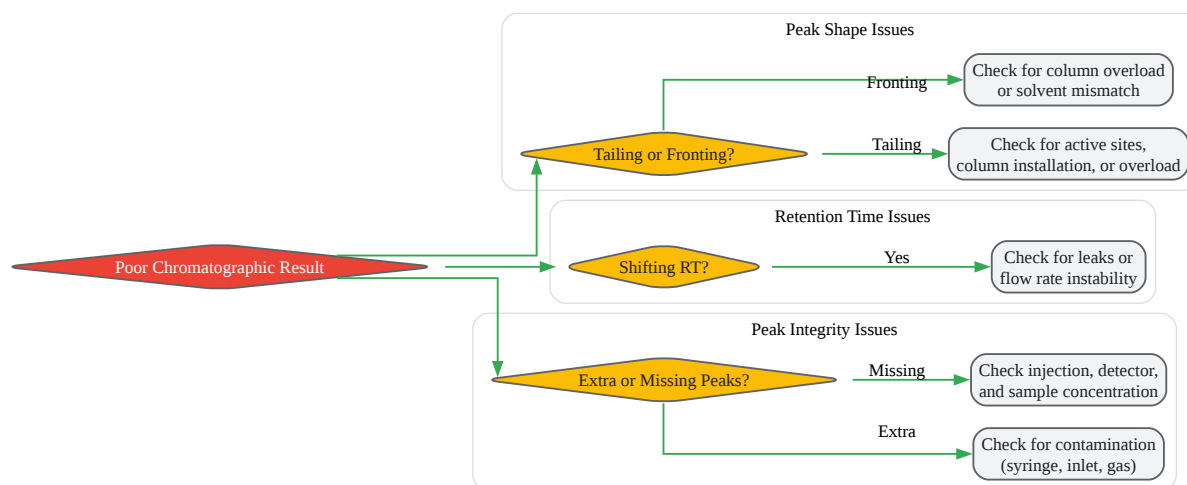 Peak Shape Issues
Fronting
Check for column overload
or solvent mismatch
Tailing or Fronting?
Tailing
Check for active sites,
column installation, or overload
Retention Time Issues
Poor Chromatographic Result
Shifting RT?
Yes
Check for leaks or
flow rate instability
Peak Integrity Issues
Extra or Missing Peaks?
Missing
Check injection, detector,
and sample concentration
Extra
Check for contamination
(syringe, inlet, gas)